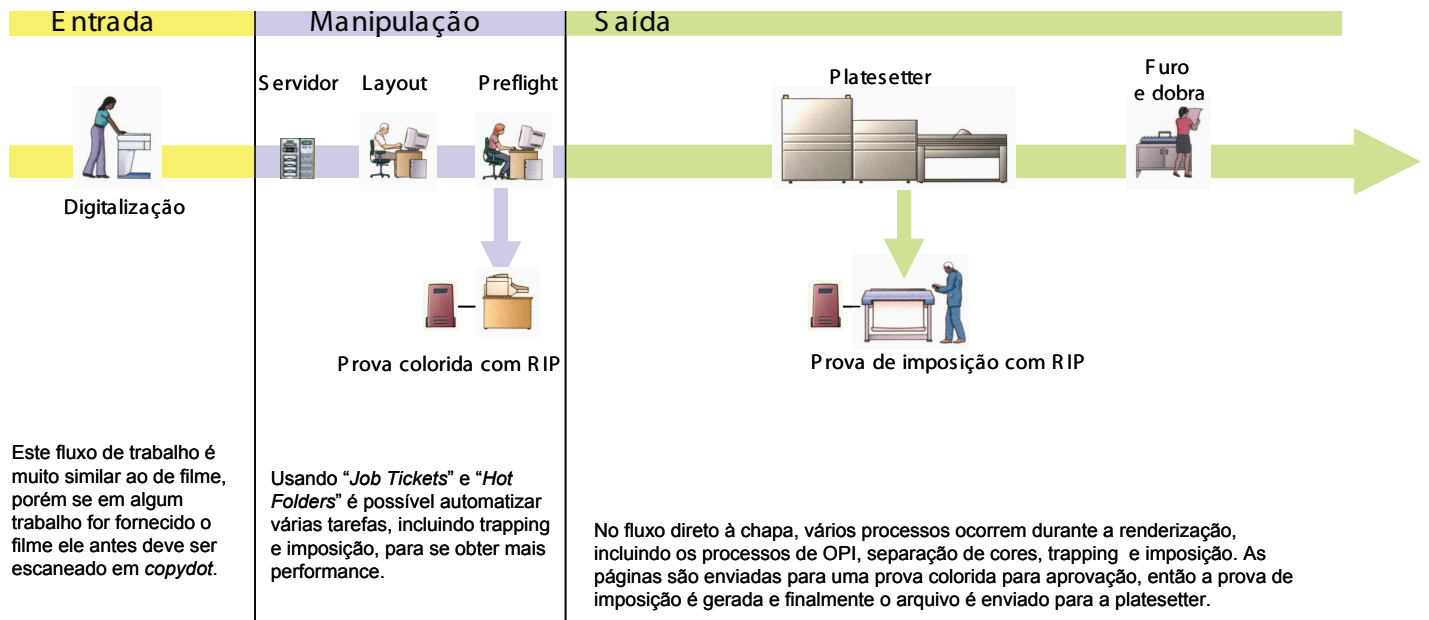 Entrada
Manipulação
Saída
Servidor
Layout
Preflight
Platesetter
Furo
e dobra
Digitalização
Prova colorida com RIP
Prova de imposição com RIP
Este fluxo de trabalho é
muito similar ao de filme,
porém se em algum
trabalho for fornecido o
filme ele antes deve ser
escaneado em copydot.
Usando “Job Tickets” e “Hot
Folders” é possível automatizar
várias tarefas, incluindo trapping
e imposição, para se obter mais
performance.
No fluxo direto à chapa, vários processos ocorrem durante a renderização,
incluindo os processos de OPI, separação de cores, trapping e imposição. As
páginas são enviadas para uma prova colorida para aprovação, então a prova de
imposição é gerada e finalmente o arquivo é enviado para a platesetter.